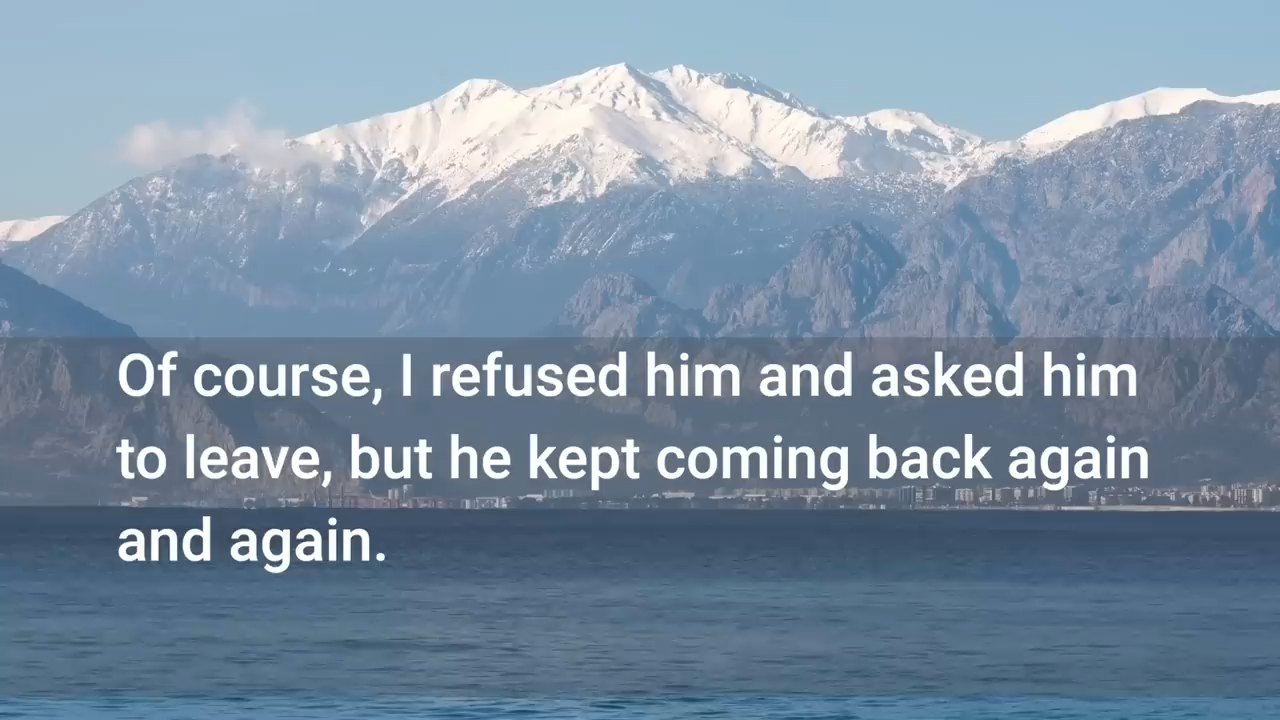 Of course, I refused him and asked him
to leave, but he kept coming back again
and again.